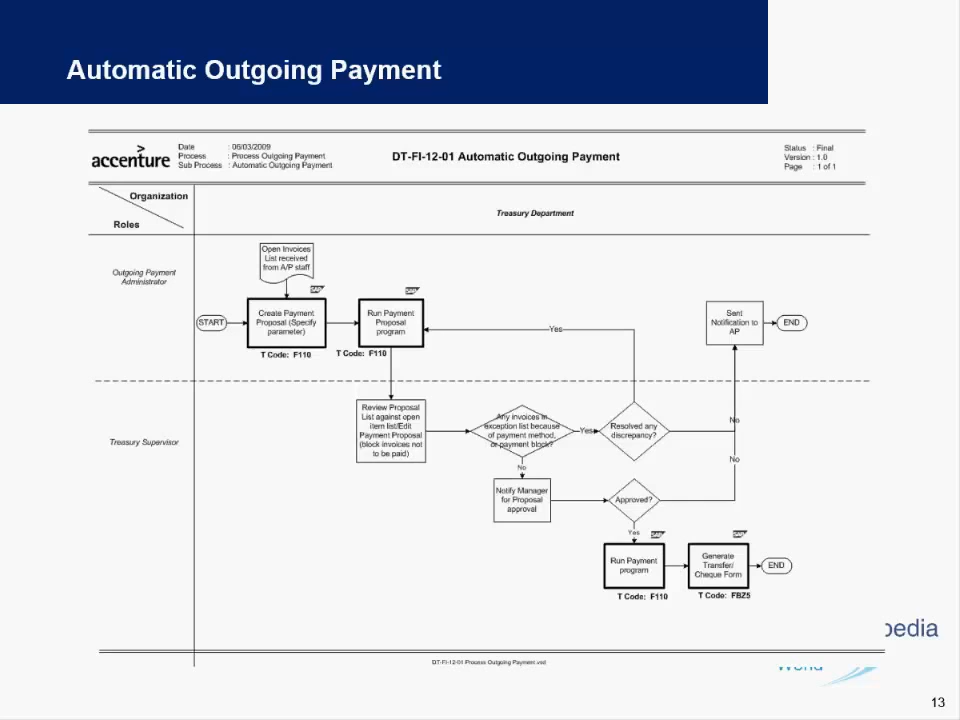 Automatic Outgoing Payment
>
accenture
Date : 06/03/2009
Process : Process Outgoing Payment
Sub Process : Automatic Outgoing Payment
DT-FI-12-01 Automatic Outgoing Payment
Status : Final
Version : 1.0
Page : 1 of 1
Organization
Roles
Treasury Department
Outgoing Payment
Administrator
Open Invoices
List received
from A/P staff
START
SAP
Create Payment
Proposal (Specify
parameter)
T Code: F110
SAP
Run Payment
Proposal
program
T Code: F110
Yes
Sent
Notification to
AP
END
Treasury Supervisor
Review Proposal
List against open
item list/Edit
Payment Proposal
(block invoices not
to be paid)
Any invoices in
exception list because
of payment method,
or payment block?
Yes
Resolved any
discrepancy?
No
No
No
Notify Manager
for Proposal
approval
Approved?
Yes
SAP
Run Payment
program
T Code: F110
SAP
Generate
Transfer/
Cheque Form
T Code: FBZ5
END
pedia
DT-FI-12-01 Process Outgoing Payment.vsd
World
13